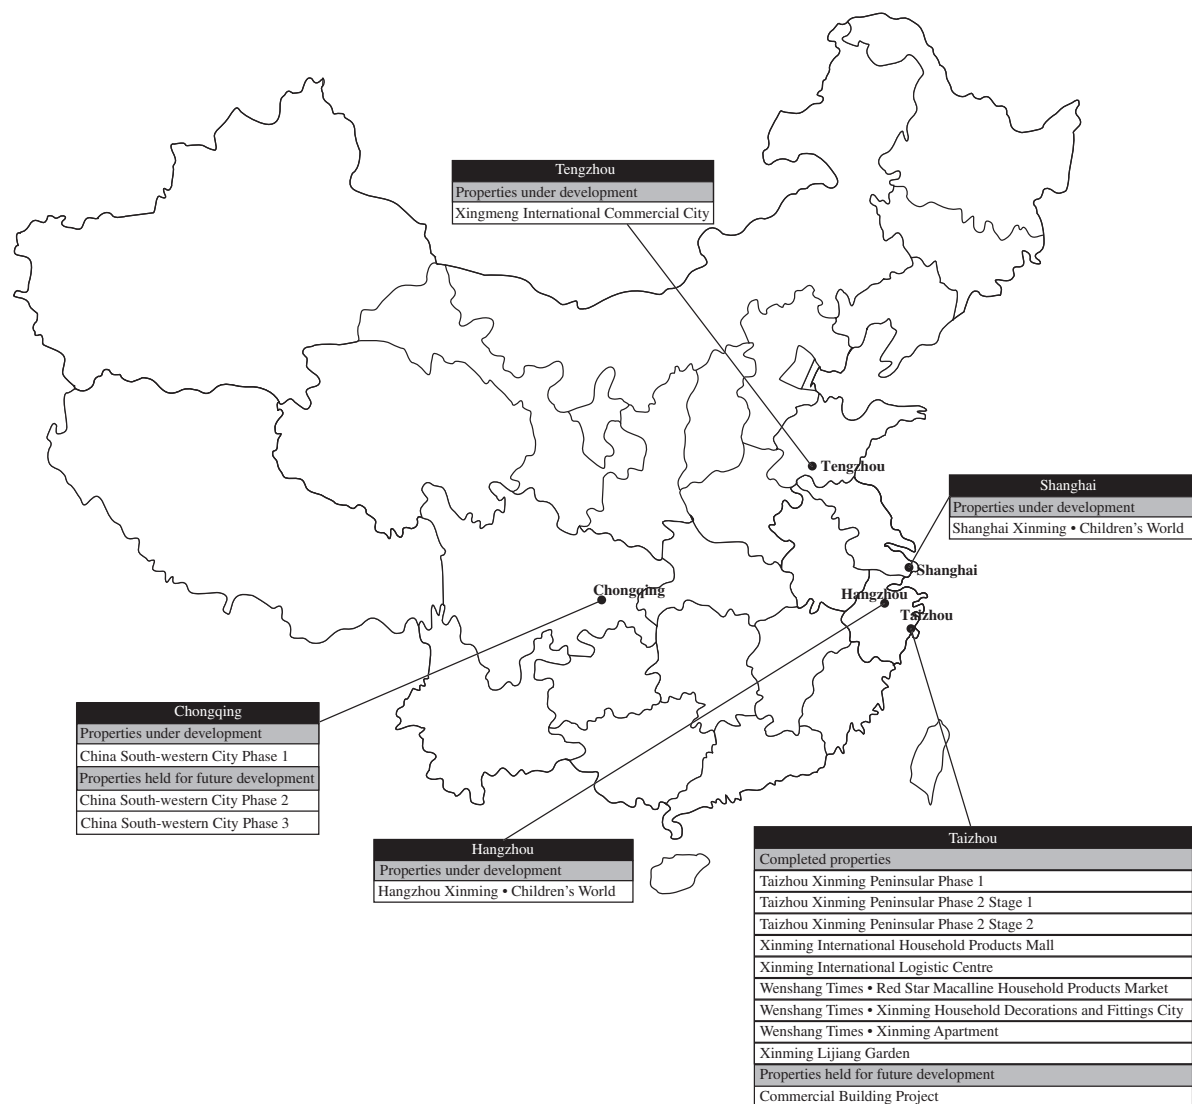 Tengzhou
Properties under development
Xingmeng International Commercial City
Tengzhou
Shanghai
Properties under development
Shanghai Xinming • Children's World
Shanghai
Chongqing
Hangzhou
Taizhou
Chongqing
Properties under development
China South-western City Phase 1
Properties held for future development
China South-western City Phase 2
China South-western City Phase 3
Hangzhou
Properties under development
Hangzhou Xinming • Children's World
Taizhou
Completed properties
Taizhou Xinming Peninsular Phase 1
Taizhou Xinming Peninsular Phase 2 Stage 1
Taizhou Xinming Peninsular Phase 2 Stage 2
Xinming International Household Products Mall
Xinming International Logistic Centre
Wenshang Times • Red Star Macalline Household Products Market
Wenshang Times • Xinming Household Decorations and Fittings City
Wenshang Times • Xinming Apartment
Xinming Lijiang Garden
Properties held for future development
Commercial Building Project